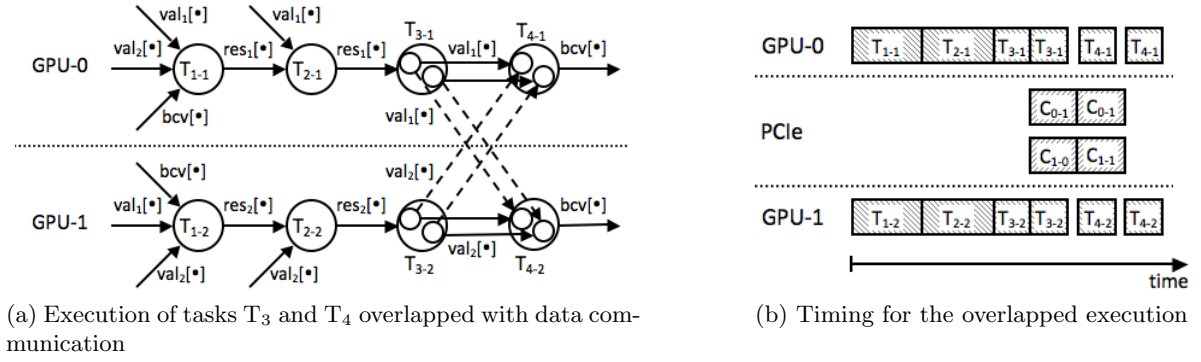 val₁[•] val₁[•] T₃₋₁ T₄₋₁
val₂[•] res₁[•] res₁[•] val₁[•] bcv[•]
GPU-0 T₁₋₁ T₂₋₁
bcv[•] val₁[•]
bcv[•] val₂[•]
val₁[•] res₂[•] res₂[•] bcv[•]
GPU-1 T₁₋₂ T₂₋₂
val₂[•] val₂[•] T₃₋₂ val₂[•] T₄₋₂
(a) Execution of tasks T₃ and T₄ overlapped with data com-
munication
GPU-0 T₁₋₁ T₂₋₁ T₃₋₁ T₃₋₁ T₄₋₁ T₄₋₁
C₀₋₁ C₀₋₁
PCIe
C₁₋₀ C₁₋₁
GPU-1 T₁₋₂ T₂₋₂ T₃₋₂ T₃₋₂ T₄₋₂ T₄₋₂
time
(b) Timing for the overlapped execution